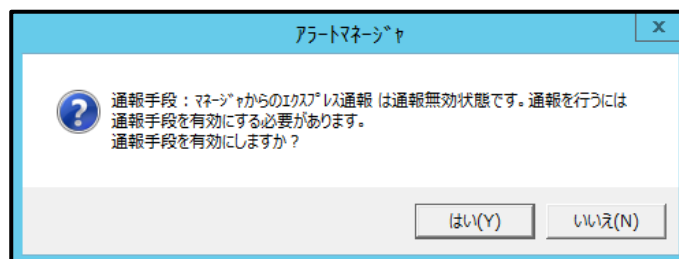 アラートマネージャ
x
通報手段：マネージャからのエクスプレス通報 は通報無効状態です。通報を行うには
通報手段を有効にする必要があります。
通報手段を有効にしますか？
はい(Y)
いいえ(N)